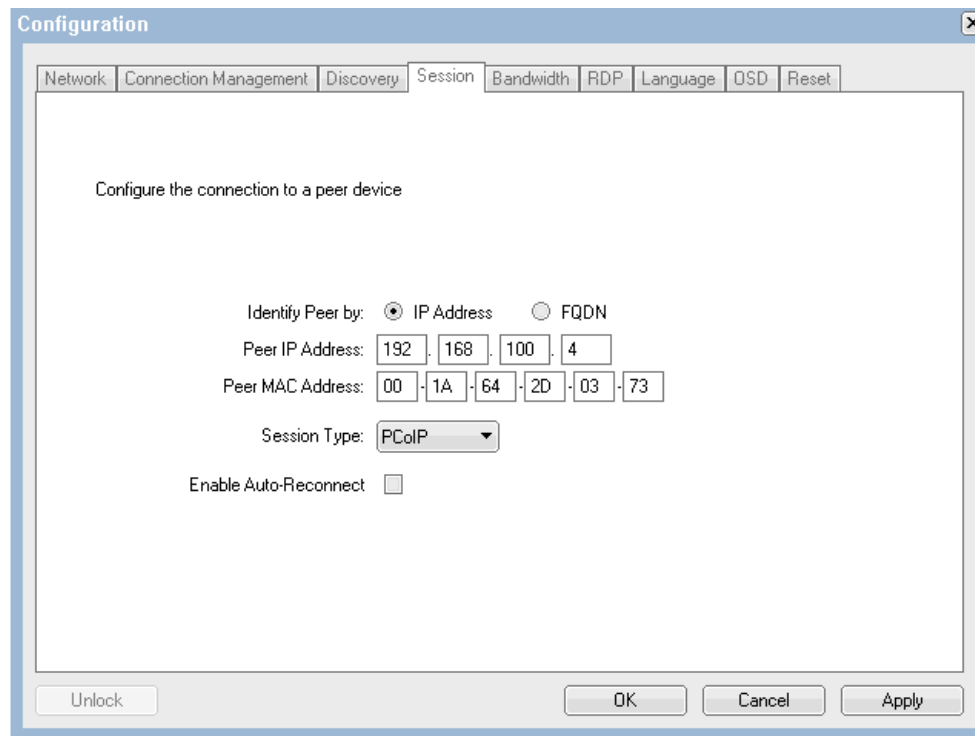 Configuration
Network Connection Management Discovery Session Bandwidth RDP Language OSD Reset
Configure the connection to a peer device
Identify Peer by: IP Address FQDN
Peer IP Address: 192 . 168 . 100 . 4
Peer MAC Address: 00 - 1A - 64 - 2D - 03 - 73
Session Type: PCoIP
Enable Auto-Reconnect
Unlock OK Cancel Apply